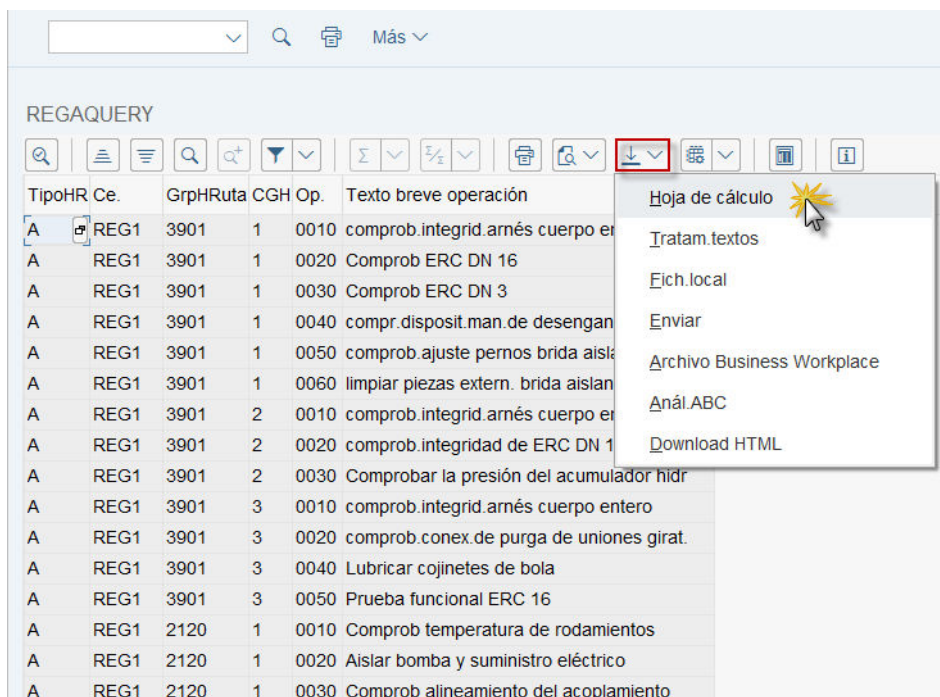 Más
REGAQUERY
TipoHR Ce. GrpHRuta CGH Op. Texto breve operación
A REG1 3901 1 0010 comprob.integrid.arnés cuerpo
A REG1 3901 1 0020 Comprob ERC DN 16
A REG1 3901 1 0030 Comprob ERC DN 3
A REG1 3901 1 0040 compr.disposit.man.de desengan
A REG1 3901 1 0050 comprob.ajuste pernos brida aisla
A REG1 3901 1 0060 limpiar piezas extern. brida aislan
A REG1 3901 2 0010 comprob.integrid.arnés cuerpo
A REG1 3901 2 0020 comprob.integridad de ERC DN 1
A REG1 3901 2 0030 Comprobar la presión del acumulador hidr
A REG1 3901 3 0010 comprob.integrid.arnés cuerpo entero
A REG1 3901 3 0020 comprob.conex.de purga de uniones girat.
A REG1 3901 3 0040 Lubricar cojinetes de bola
A REG1 3901 3 0050 Prueba funcional ERC 16
A REG1 2120 1 0010 Comprob temperatura de rodamientos
A REG1 2120 1 0020 Aislar bomba y suministro eléctrico
A REG1 2120 1 0030 Comprob alineamiento del acoplamiento
Hoja de cálculo
Tratam.textos
Fich.local
Enviar
Archivo Business Workplace
Anál.ABC
Download HTML